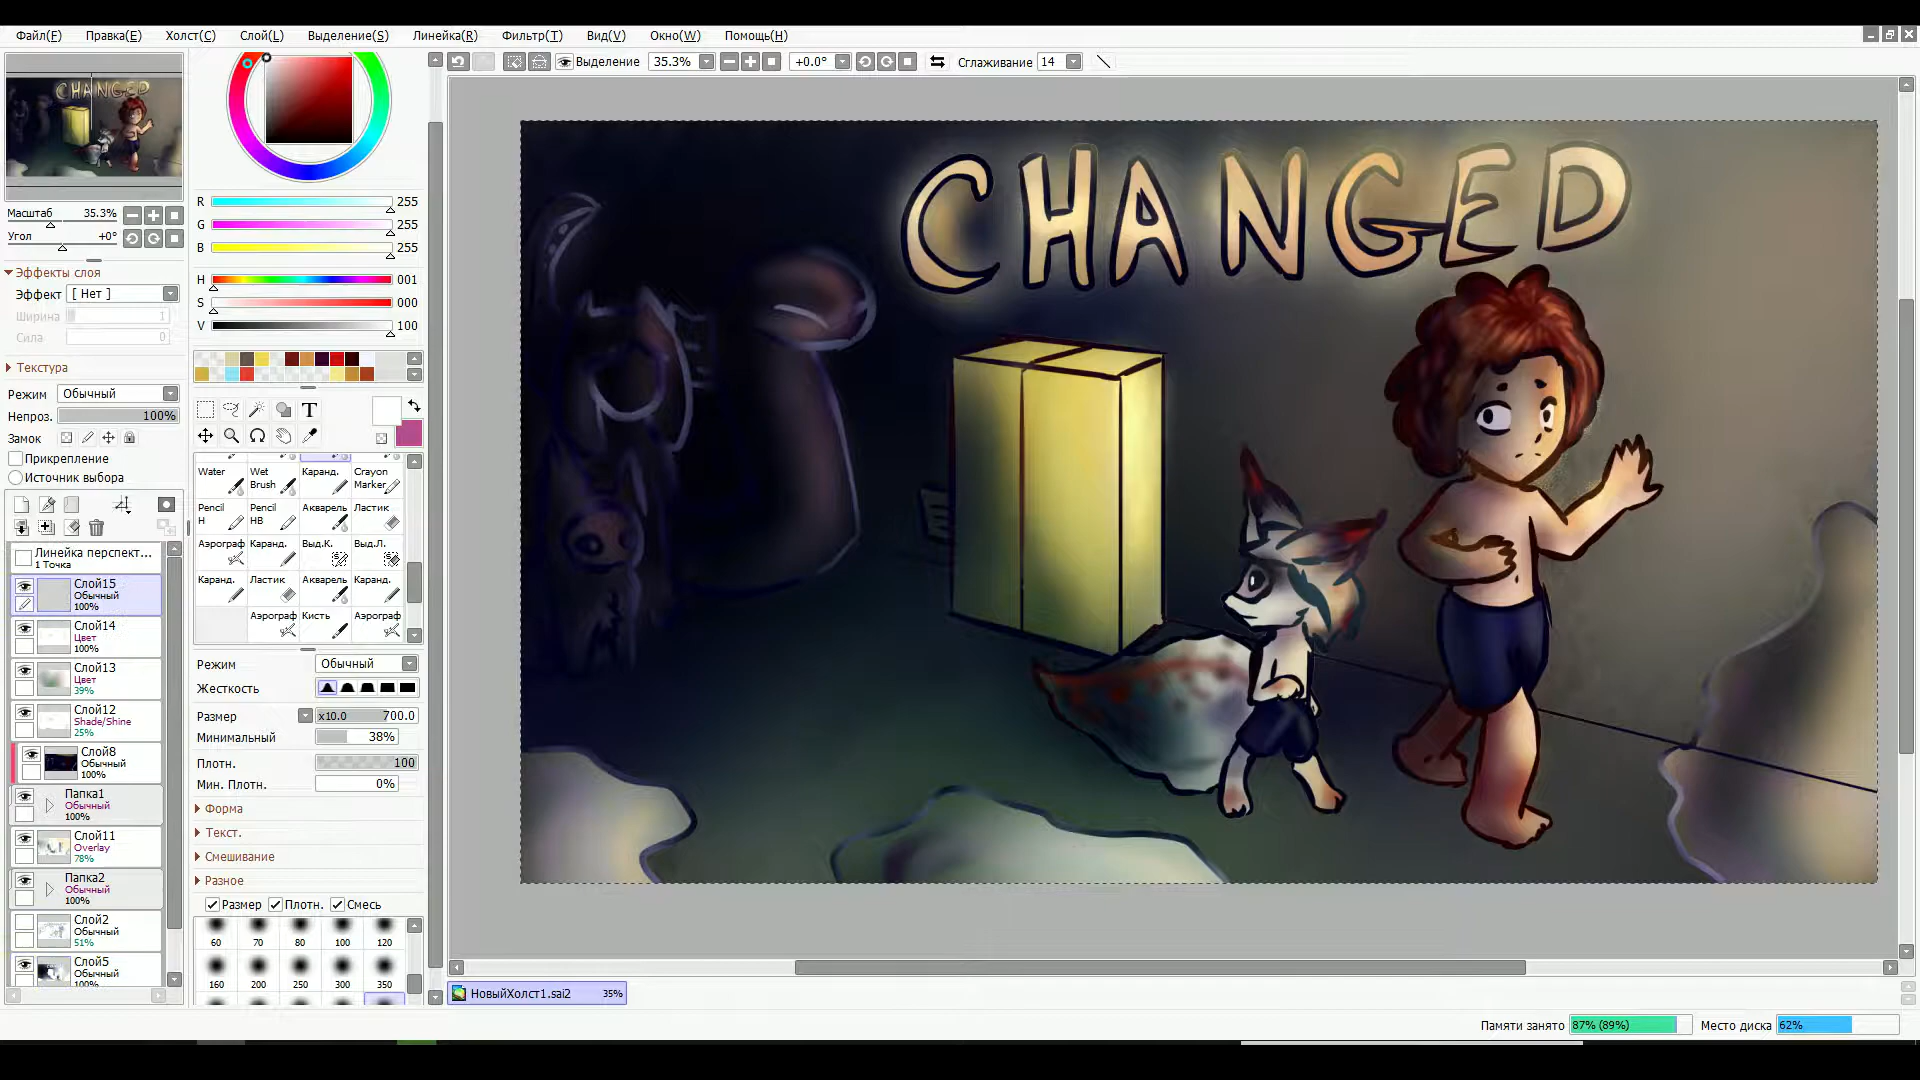 Файл(F) Правка(E) Холст(C) Слой(L) Выделение(S) Линейка(R) Фильтр(T) Вид(V) Окно(W) Помощь(H)
Выделение 35.3% +0.0° Сглаживание 14
CHANGED
Масштаб 35.3%
Угол +0°
Эффекты слоя
Эффект [ Нет ]
Ширина 1
Сила 0
Текстура
Режим Обычный
Непроз. 100%
Замок
Прикрепление
Источник выбора
Линейка перспект...
1 Точка
Слой15
Обычный
100%
Слой14
Цвет
100%
Слой13
Цвет
39%
Слой12
Shade/Shine
25%
Слой8
Обычный
100%
Папка1
Обычный
100%
Слой11
Overlay
78%
Папка2
Обычный
100%
Слой2
Обычный
51%
Слой5
Обычный
100%
R 255
G 255
B 255
H 001
S 000
V 100
T
Water Wet Brush Каранд. Crayon Marker
Pencil H Pencil HB Акварель Ластик
Аэрограф Каранд. Выд.К. Выд.Л.
Каранд. Ластик Акварель Каранд.
Аэрограф Кисть Аэрограф
Режим Обычный
Жесткость
Размер x10.0 700.0
Минимальный 38%
Плотн. 100
Мин. Плотн. 0%
Форма
Текст.
Смешивание
Разное
Размер Плотн. Смесь
60 70 80 100 120
160 200 250 300 350
НовыйХолст1.sai2 35%
Памяти занято 87% (89%) Место диска 62%